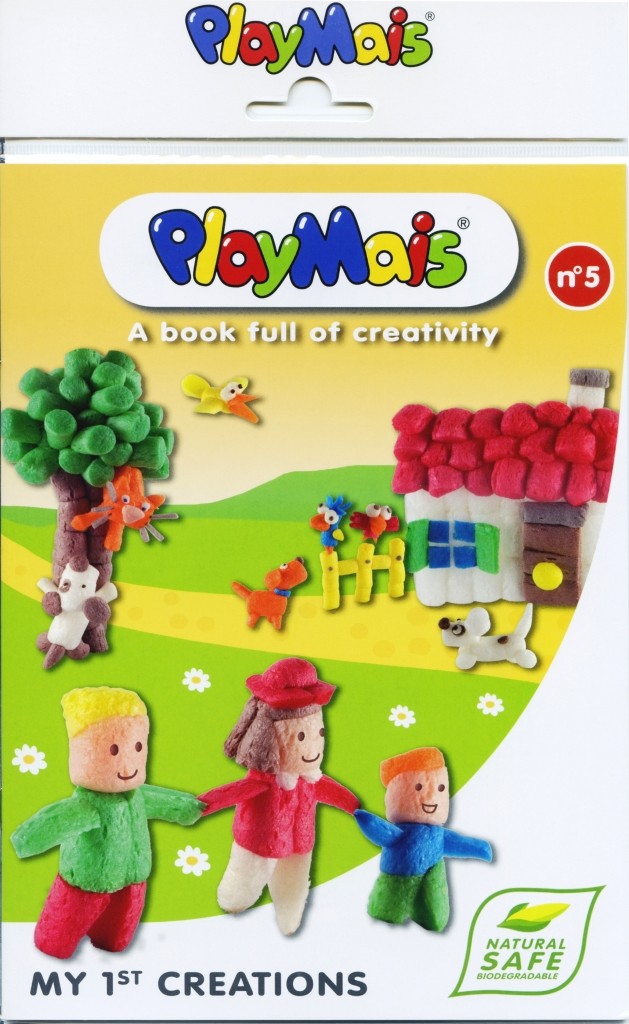 PlayMais®
PlayMais®
n°5
A book full of creativity
MY 1ST CREATIONS
NATURAL
SAFE
BIODEGRADABLE